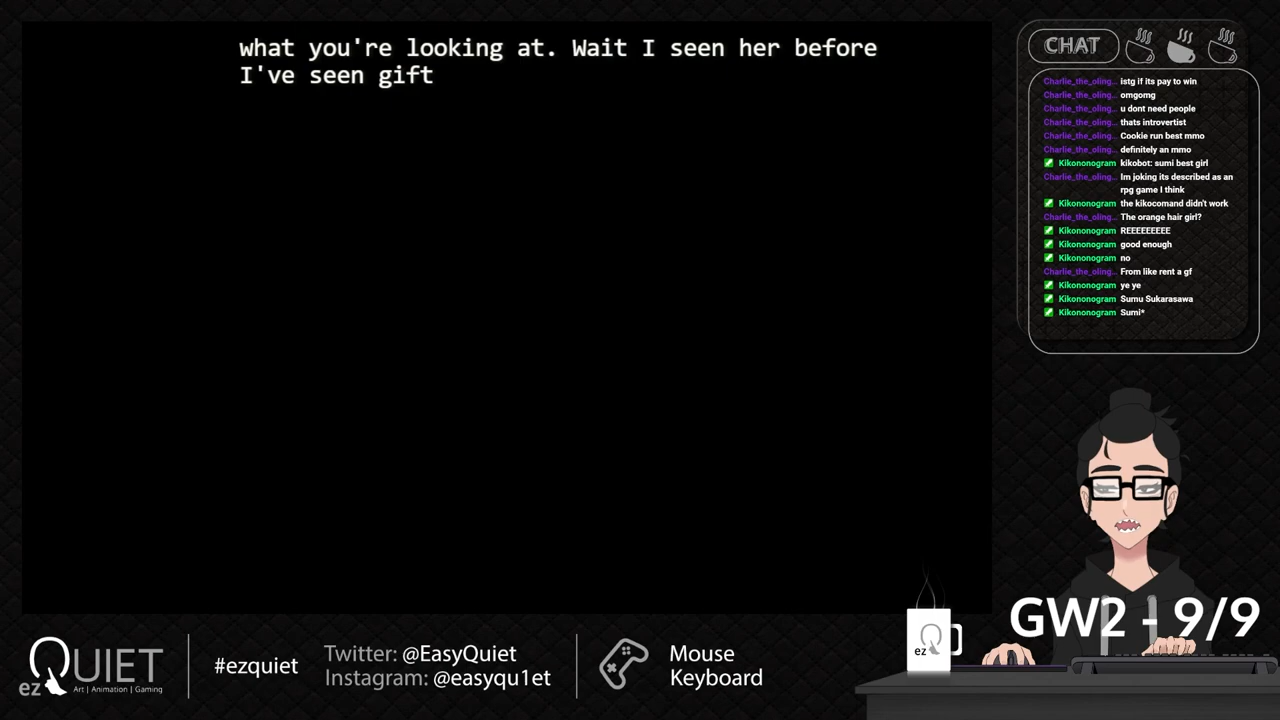 what you're looking at. Wait I seen her before
I've seen gift
CHAT
Charlie_the_oling... istg if its pay to win
Charlie_the_oling... omgomg
Charlie_the_oling... u dont need people
Charlie_the_oling... thats introvertist
Charlie_the_oling... Cookie run best mmo
Charlie_the_oling... definitely an mmo
Kikononogram kikobot: sumi best girl
Charlie_the_oling... Im joking its described as an
rpg game I think
Kikononogram the kikocomand didn't work
Charlie_the_oling... The orange hair girl?
Kikononogram REEEEEEEEE
Kikononogram good enough
Kikononogram no
Charlie_the_oling... From like rent a gf
Kikononogram ye ye
Kikononogram Sumu Sukarasawa
Kikononogram Sumi*
GW2 - 9/9
Q
ez
ezQUIET
Art | Animation | Gaming
#ezquiet
Twitter: @EasyQuiet
Instagram: @easyqu1et
Mouse
Keyboard